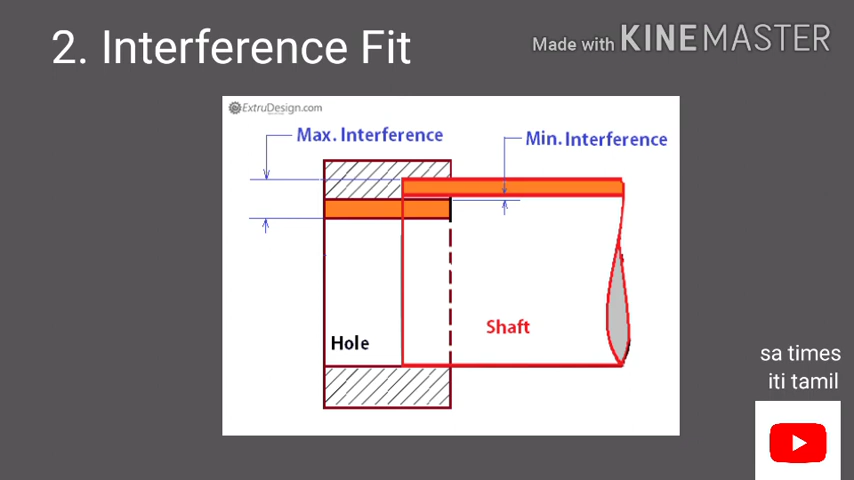 2. Interference Fit
Made with KINEMASTER
ExtruDesign.com
Max. Interference
Min. Interference
Shaft
Hole
sa times
iti tamil